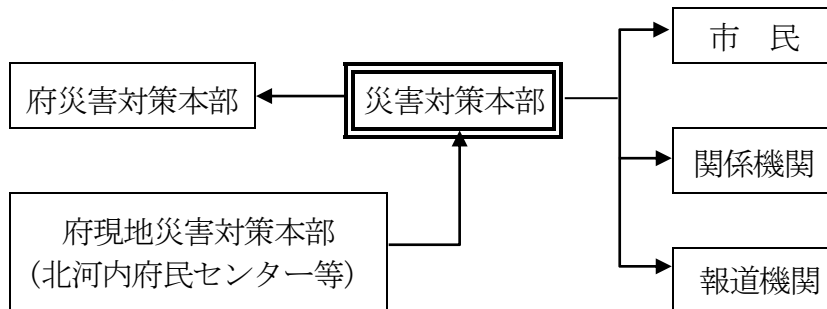 市　民
府災害対策本部
災害対策本部
関係機関
府現地災害対策本部
（北河内府民センター等）
報道機関